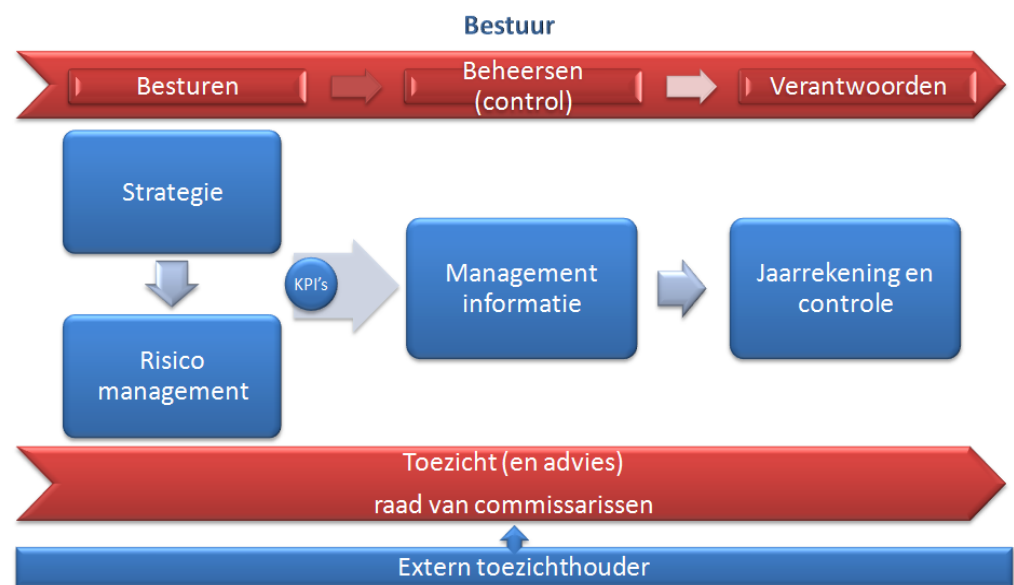 Bestuur
Besturen
Beheersen
(control)
Verantwoorden
Strategie
KPI's
Management
informatie
Jaarrekening en
controle
Risico
management
Toezicht (en advies)
raad van commissarissen
Extern toezichthouder